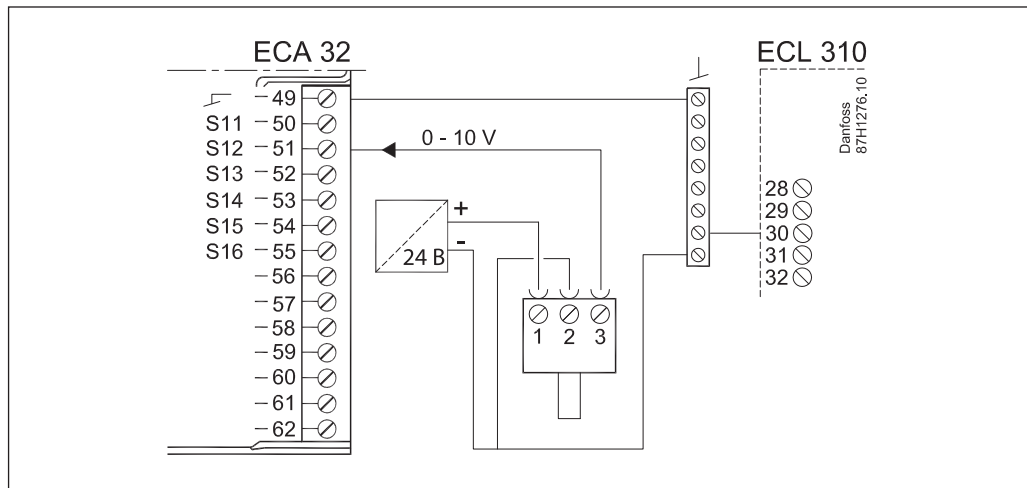 ECA 32
ECL 310
49
S11 50
S12 51
S13 52
S14 53
S15 54
S16 55
56
57
58
59
60
61
62
0 - 10 V
+
-
24 В
1 2 3
28
29
30
31
32
Danfoss
87H1276.10